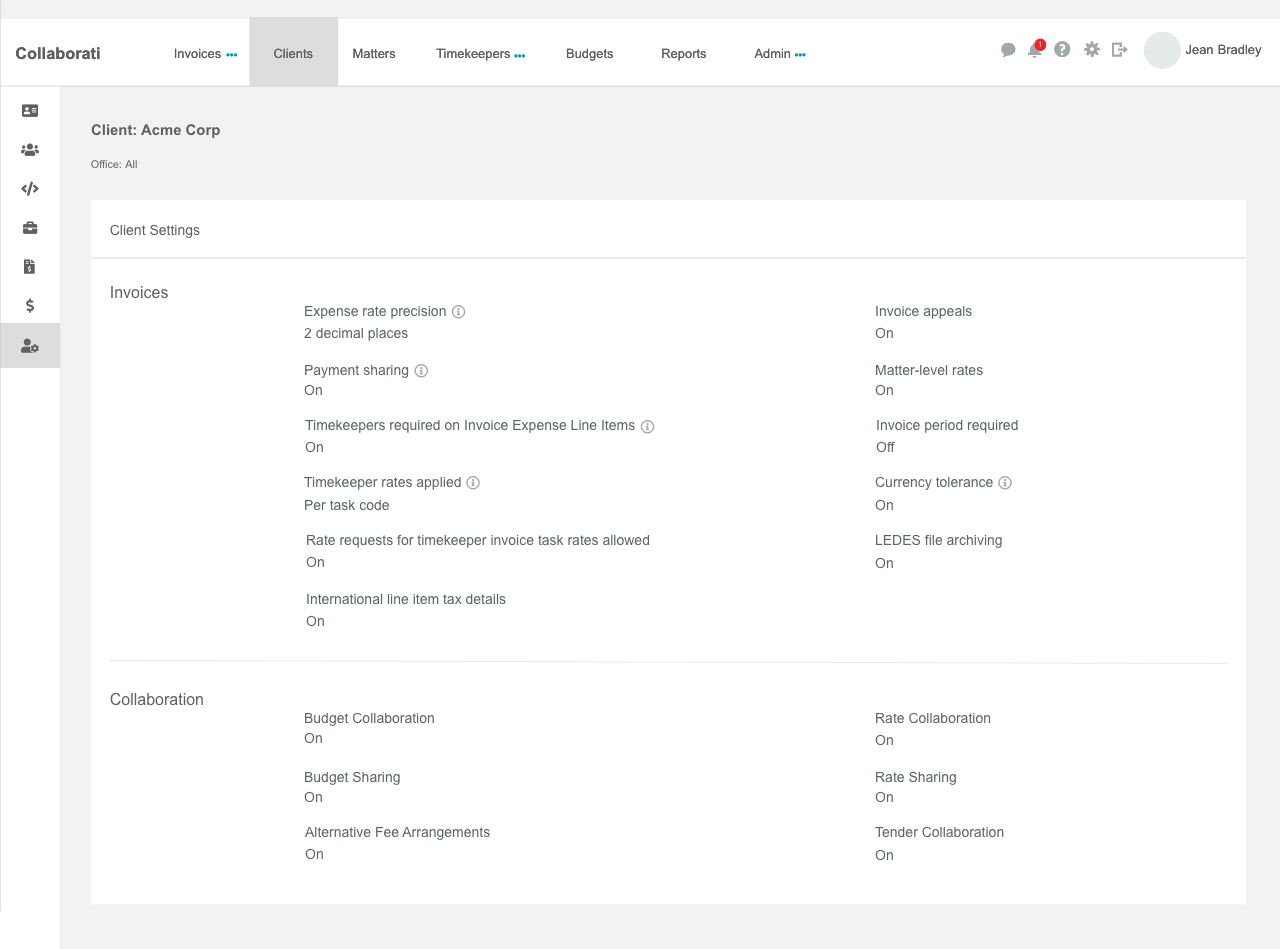 Collaborati
Invoices ••• Clients Matters Timekeepers ••• Budgets Reports Admin •••
1
Jean Bradley
Client: Acme Corp
Office: All
Client Settings
Invoices
Expense rate precision
2 decimal places
Invoice appeals
On
Payment sharing
On
Matter-level rates
On
Timekeepers required on Invoice Expense Line Items
On
Invoice period required
Off
Timekeeper rates applied
Per task code
Currency tolerance
On
Rate requests for timekeeper invoice task rates allowed
On
LEDES file archiving
On
International line item tax details
On
Collaboration
Budget Collaboration
On
Rate Collaboration
On
Budget Sharing
On
Rate Sharing
On
Alternative Fee Arrangements
On
Tender Collaboration
On